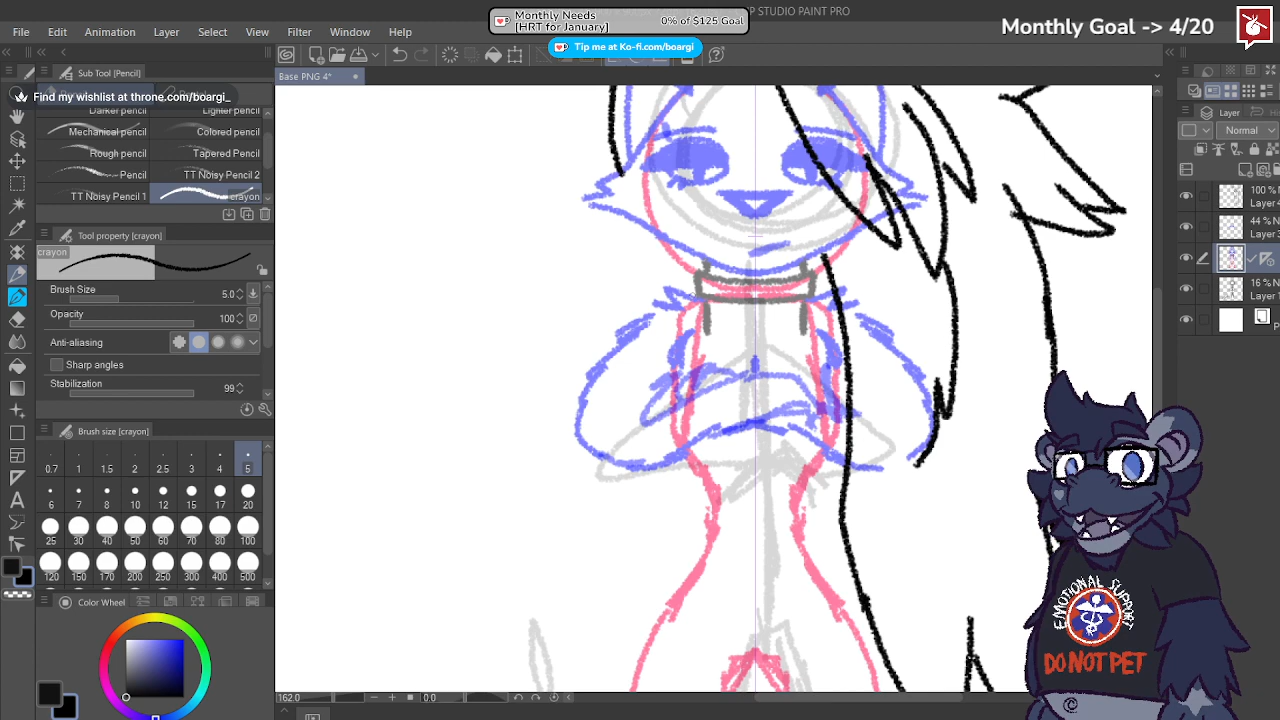 Monthly Needs
[HRT for January]
0% of $125 Goal
P STUDIO PAINT PRO
Monthly Goal -> 4/20
File Edit Animation Layer Select View Filter Window Help
Tip me at Ko-fi.com/boargi
Sub Tool [Pencil]
Base PNG 4*
Find my wishlist at throne.com/boargi_
Darker pencil Lighter pencil
Mechanical pencil Colored pencil
Rough pencil Tapered Pencil
Pencil TT Noisy Pencil 2
TT Noisy Pencil 1 crayon
Tool property [crayon]
crayon
Brush Size 5.0
Opacity 100
Anti-aliasing
Sharp angles
Stabilization 99
Brush size [crayon]
0.7 1 1.5 2 2.5 3 4 5
6 7 8 10 12 15 17 20
25 30 40 50 60 70 80 100
120 150 170 200 250 300 400 500
Color Wheel
162.0
0.0
Layer
Normal
100 %
Layer
44 %
Layer
16 %
Layer
EMOTIONAL SUPPORT
DO NOT PET